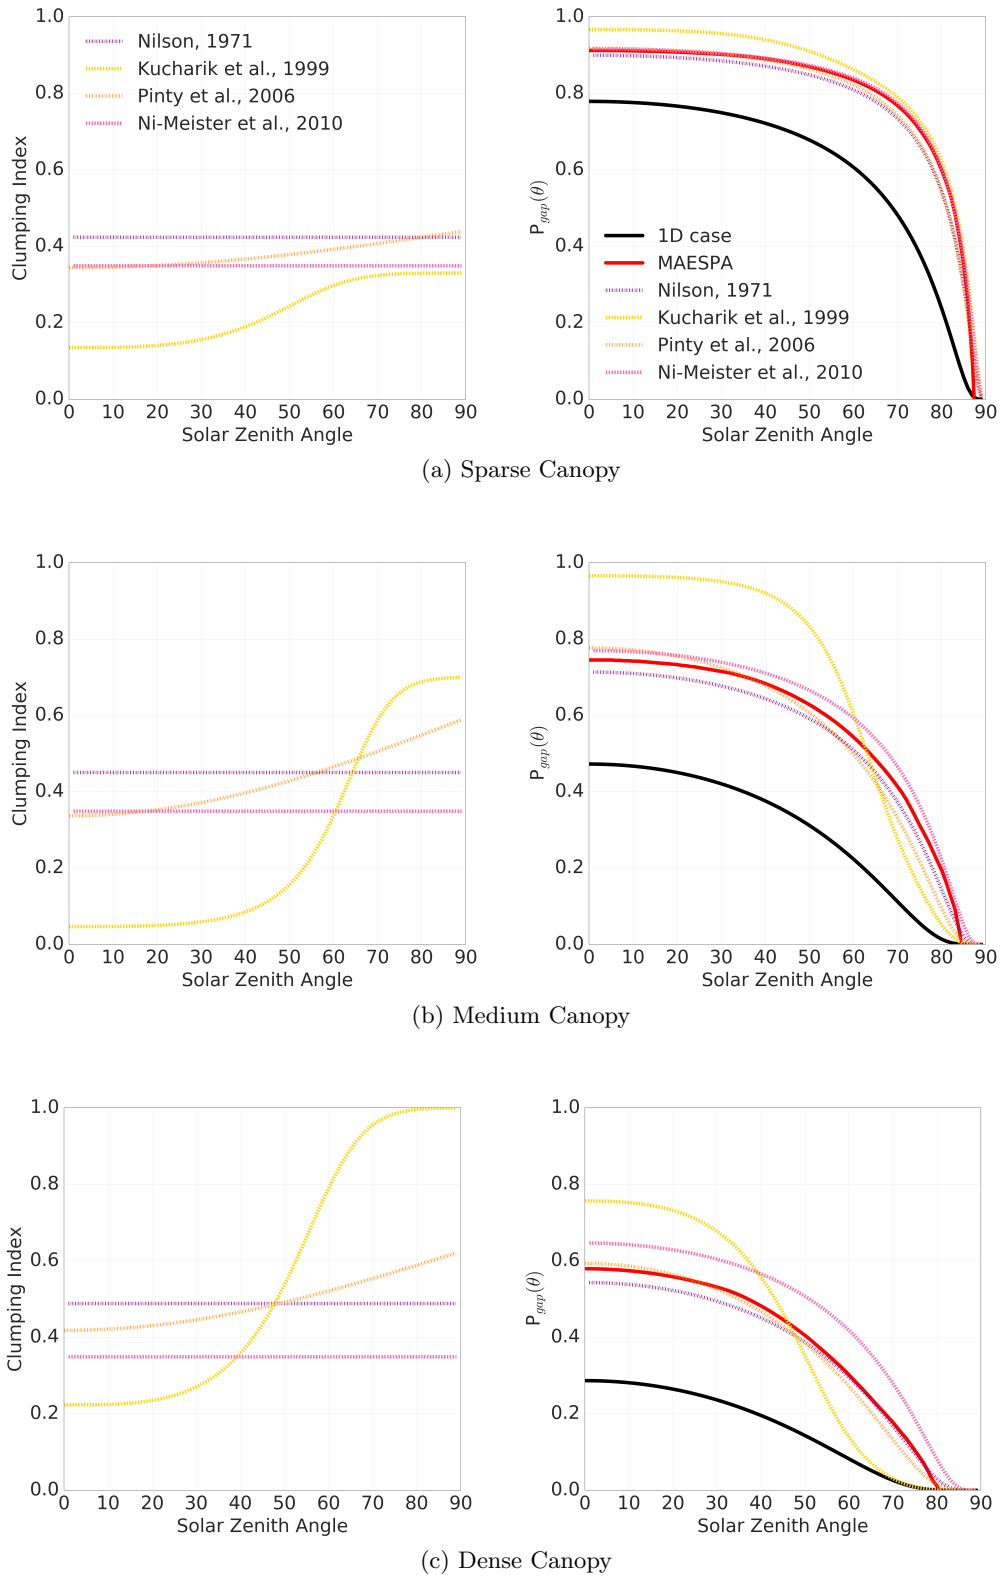 1.0
0.8
0.6
0.4
0.2
0.0
Clumping Index
Nilson, 1971
Kucharik et al., 1999
Pinty et al., 2006
Ni-Meister et al., 2010
0 10 20 30 40 50 60 70 80 90
Solar Zenith Angle
1.0
0.8
0.6
0.4
0.2
0.0
P_gap(θ)
1D case
MAESPA
Nilson, 1971
Kucharik et al., 1999
Pinty et al., 2006
Ni-Meister et al., 2010
0 10 20 30 40 50 60 70 80 90
Solar Zenith Angle
(a) Sparse Canopy
1.0
0.8
0.6
0.4
0.2
0.0
Clumping Index
0 10 20 30 40 50 60 70 80 90
Solar Zenith Angle
1.0
0.8
0.6
0.4
0.2
0.0
P_gap(θ)
0 10 20 30 40 50 60 70 80 90
Solar Zenith Angle
(b) Medium Canopy
1.0
0.8
0.6
0.4
0.2
0.0
Clumping Index
0 10 20 30 40 50 60 70 80 90
Solar Zenith Angle
1.0
0.8
0.6
0.4
0.2
0.0
P_gap(θ)
0 10 20 30 40 50 60 70 80 90
Solar Zenith Angle
(c) Dense Canopy